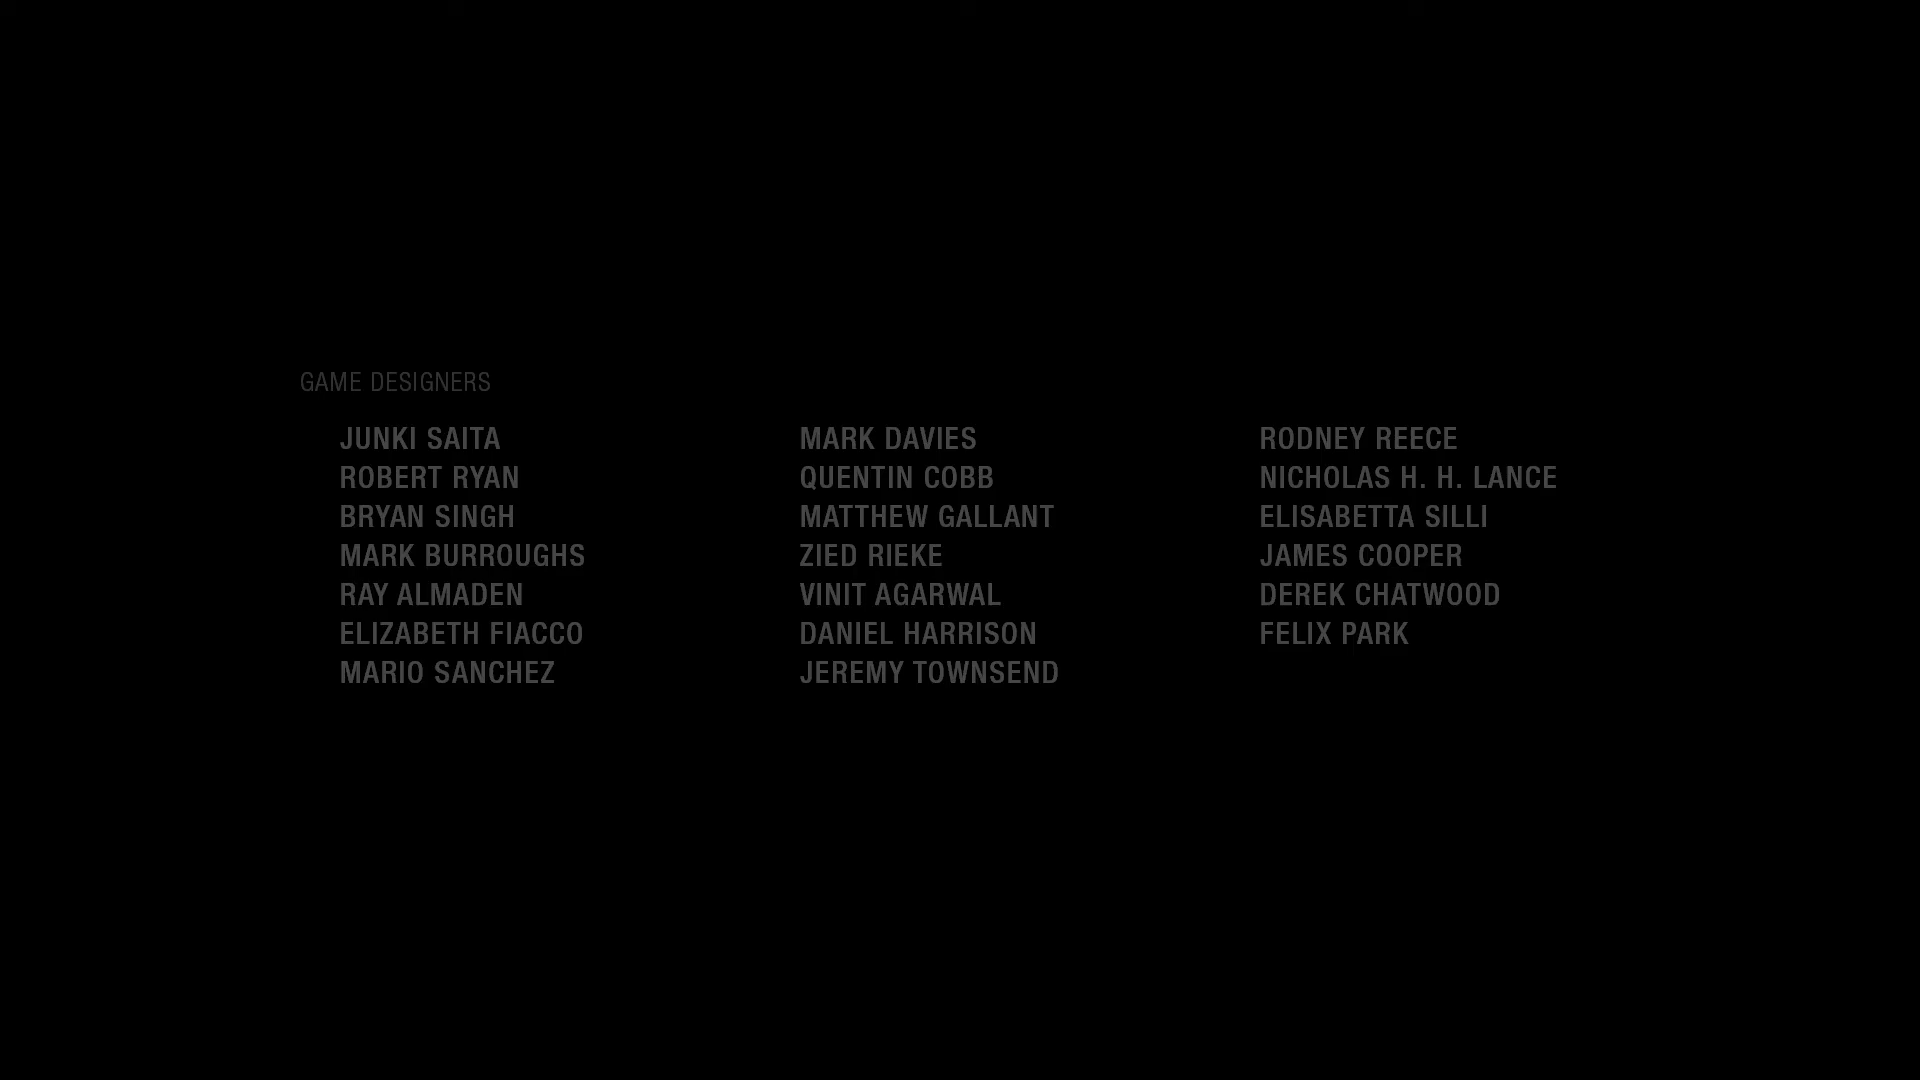 GAME DESIGNERS
JUNKI SAITA
ROBERT RYAN
BRYAN SINGH
MARK BURROUGHS
RAY ALMADEN
ELIZABETH FIACCO
MARIO SANCHEZ
MARK DAVIES
QUENTIN COBB
MATTHEW GALLANT
ZIED RIEKE
VINIT AGARWAL
DANIEL HARRISON
JEREMY TOWNSEND
RODNEY REECE
NICHOLAS H. H. LANCE
ELISABETTA SILLI
JAMES COOPER
DEREK CHATWOOD
FELIX PARK